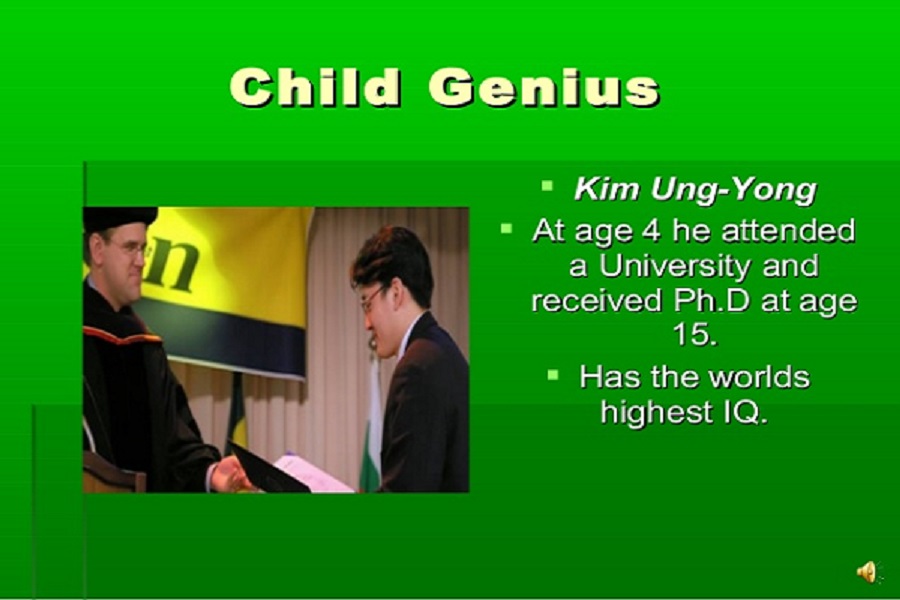 Child Genius
Kim Ung-Yong
At age 4 he attended
a University and
received Ph.D at age
15.
Has the worlds
highest IQ.
n